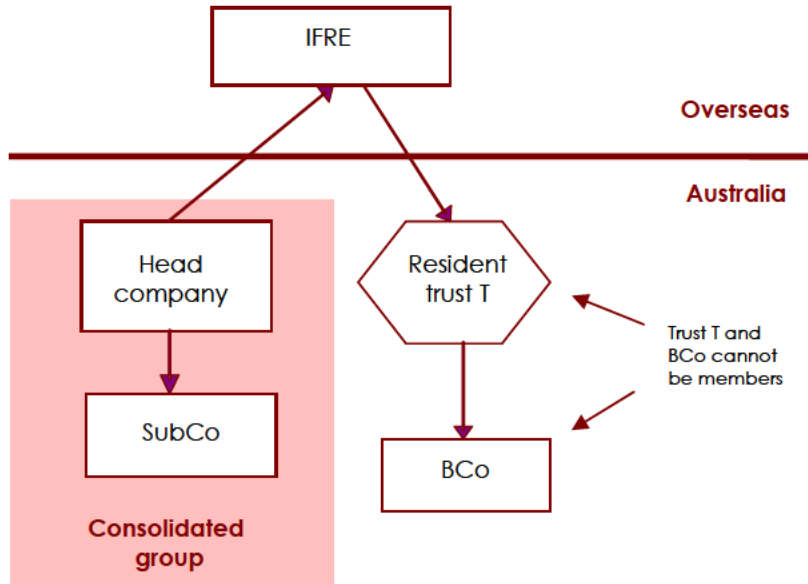 IFRE
Overseas
Australia
Head
company
Resident
trust T
Trust T and
BCo cannot
be members
SubCo
BCo
Consolidated
group